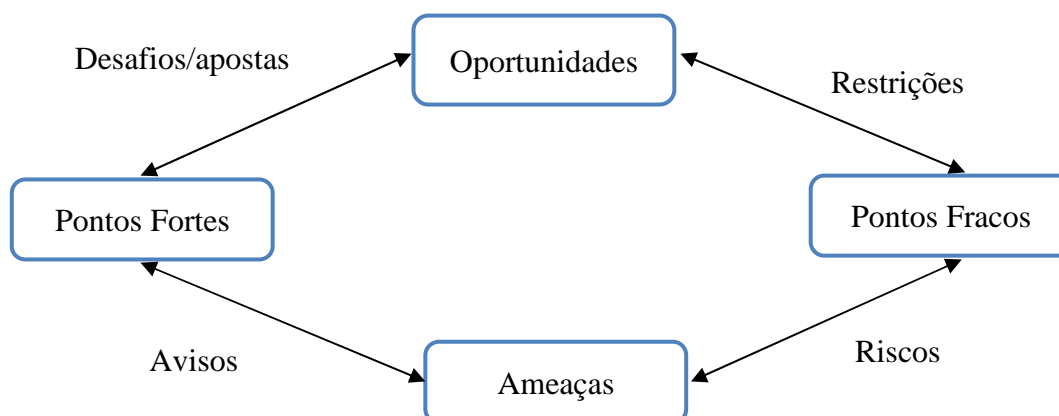 Desafios/apostas
Oportunidades
Restrições
Pontos Fortes
Pontos Fracos
Avisos
Ameaças
Riscos